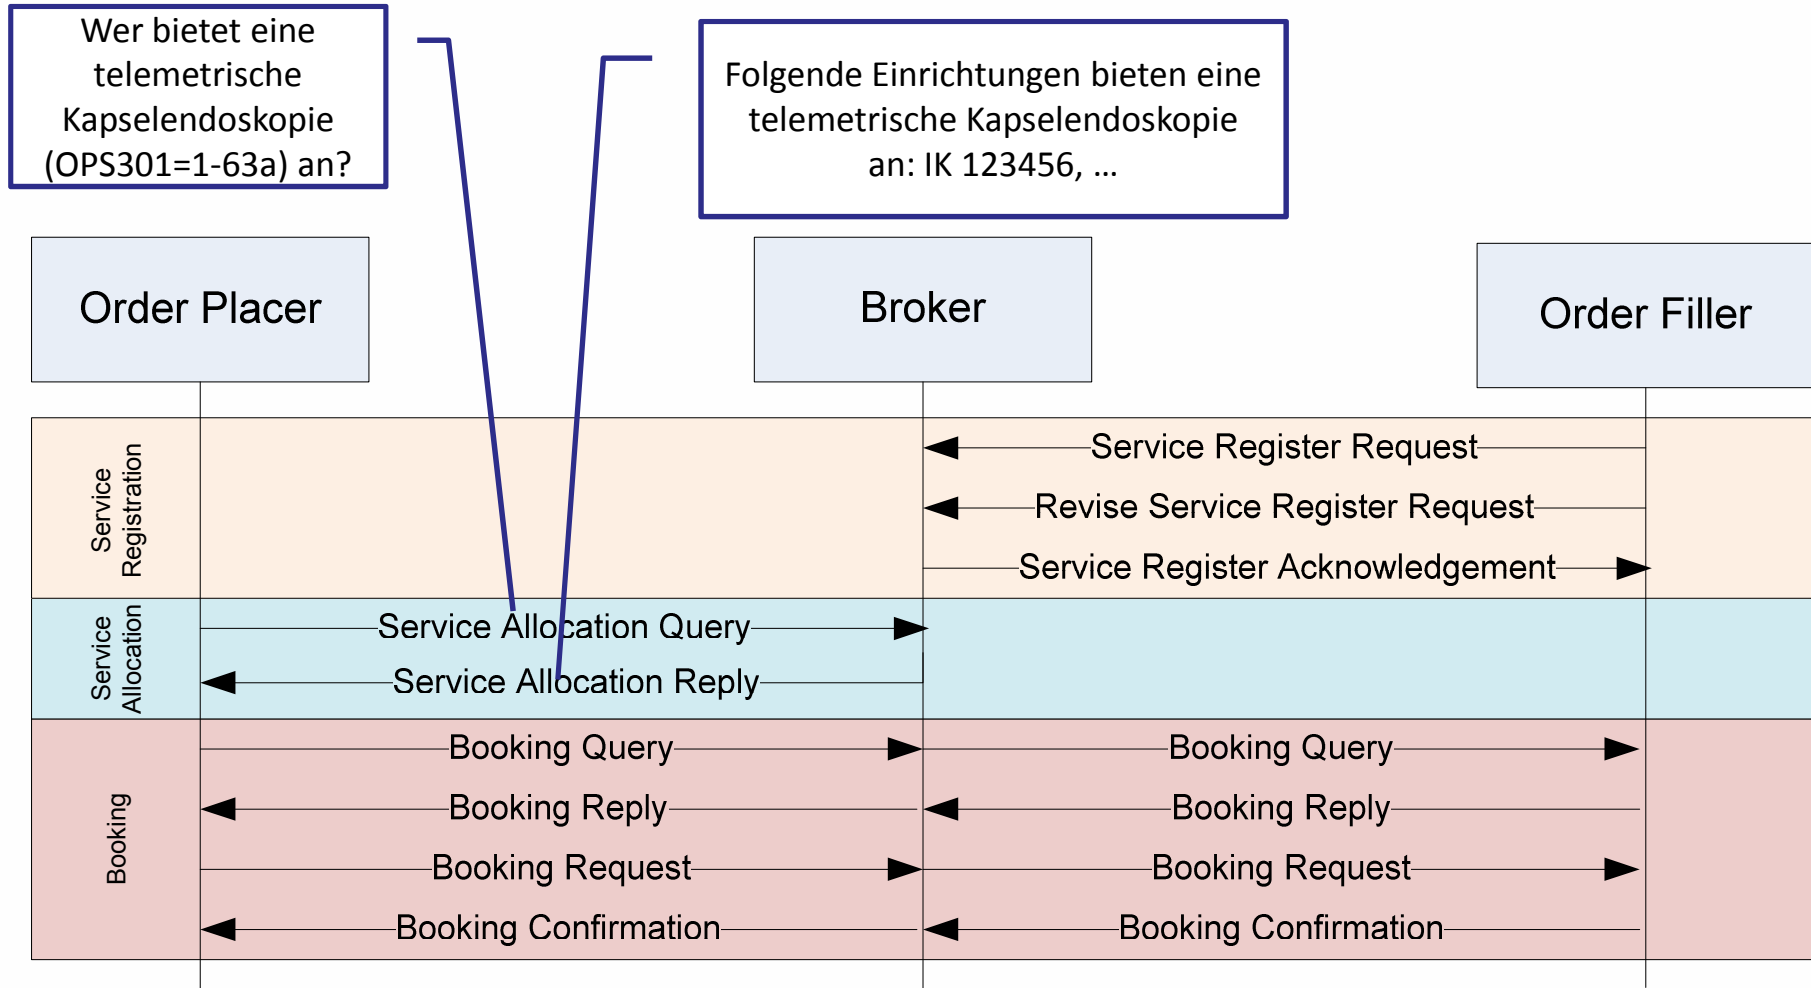 Wer bietet eine
telemetrische
Kapselendoskopie
(OPS301=1-63a) an?
Folgende Einrichtungen bieten eine
telemetrische Kapselendoskopie
an: IK 123456, ...
Order Placer
Broker
Order Filler
Service
Registration
Service Register Request
Revise Service Register Request
Service Register Acknowledgement
Service
Allocation
Service Allocation Query
Service Allocation Reply
Booking
Booking Query
Booking Query
Booking Reply
Booking Reply
Booking Request
Booking Request
Booking Confirmation
Booking Confirmation